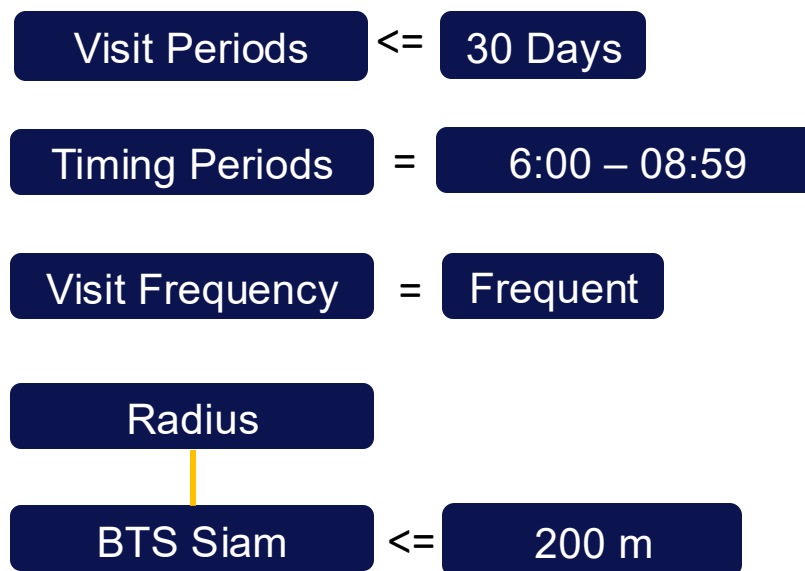 Visit Periods <= 30 Days
Timing Periods = 6:00 – 08:59
Visit Frequency = Frequent
Radius
BTS Siam <= 200 m